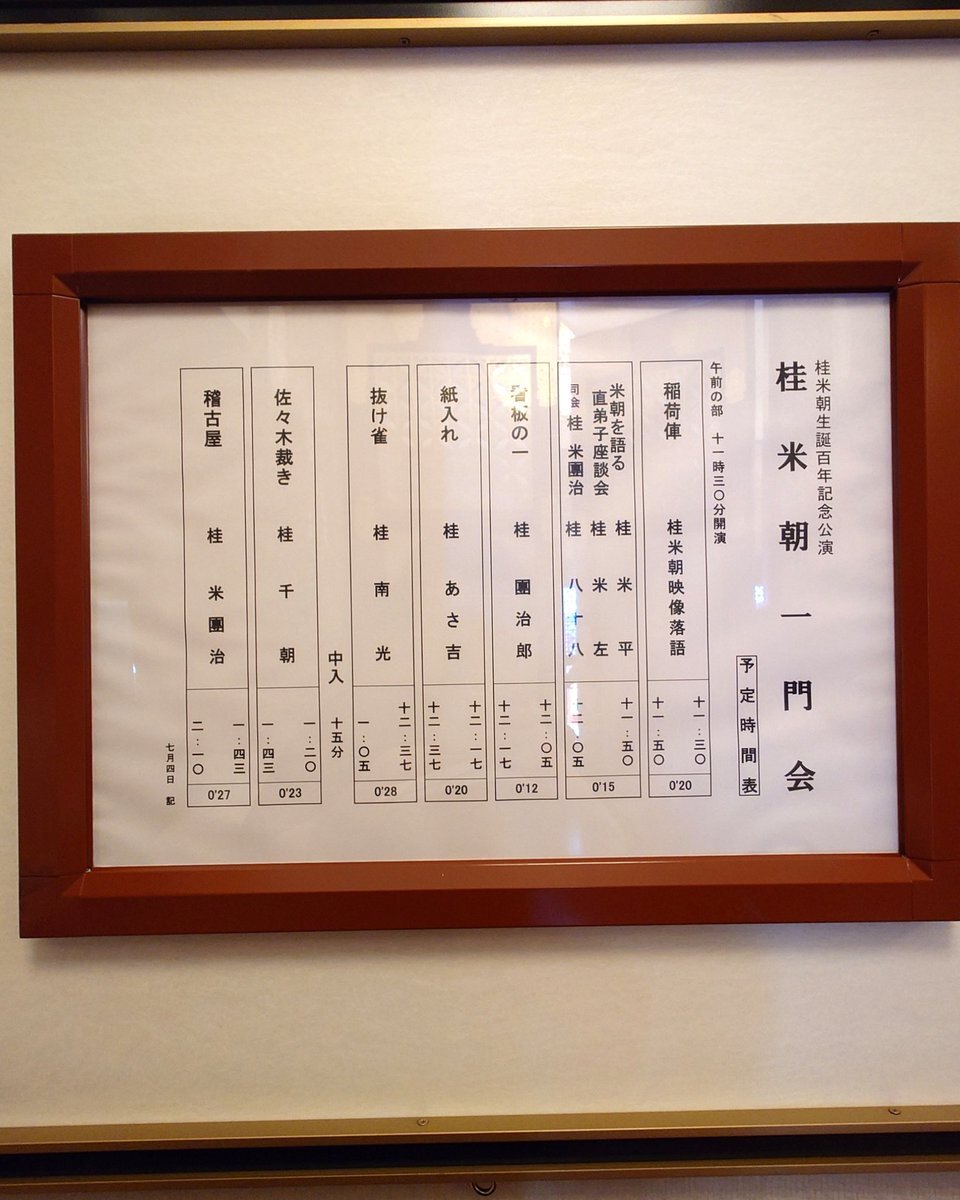 桂米朝生誕百年記念公演
桂米朝一門会
予定時間表
午前の部 十一時三〇分開演
稲荷俥 桂米朝映像落語 十一:三〇 十一:五〇 0'20
米朝を語る 桂 米平 十一:五〇
直弟子座談会 桂 米左
司会 桂 米團治 桂 八十八 十二:〇五
0'15
看板の一 桂 團治郎 十二:〇五 十二:一七 0'12
紙入れ 桂 あさ吉 十二:一七 十二:三七 0'20
抜け雀 桂 南光 十二:三七 一:〇五 0'28
中入 十五分
佐々木裁き 桂 千朝 一:二〇 一:四三 0'23
稽古屋 桂 米團治 一:四三 二:一〇 0'27
七月四日 記